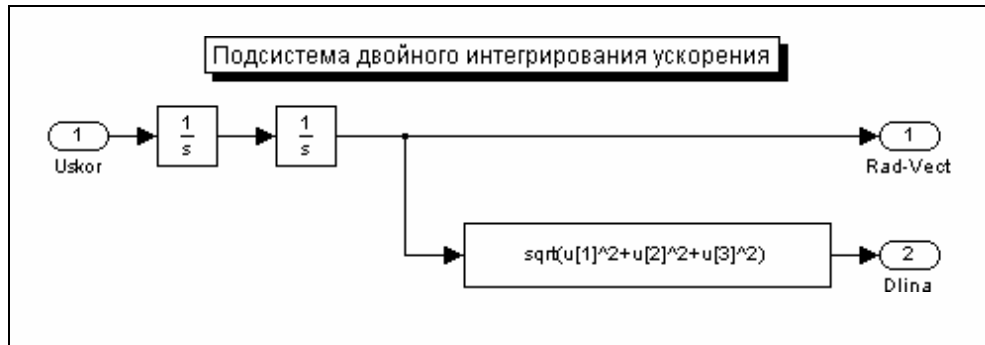 Подсистема двойного интегрирования ускорения
1
Uskor
1
s
1
s
1
Rad-Vect
sqrt(u[1]^2+u[2]^2+u[3]^2)
2
Dlina